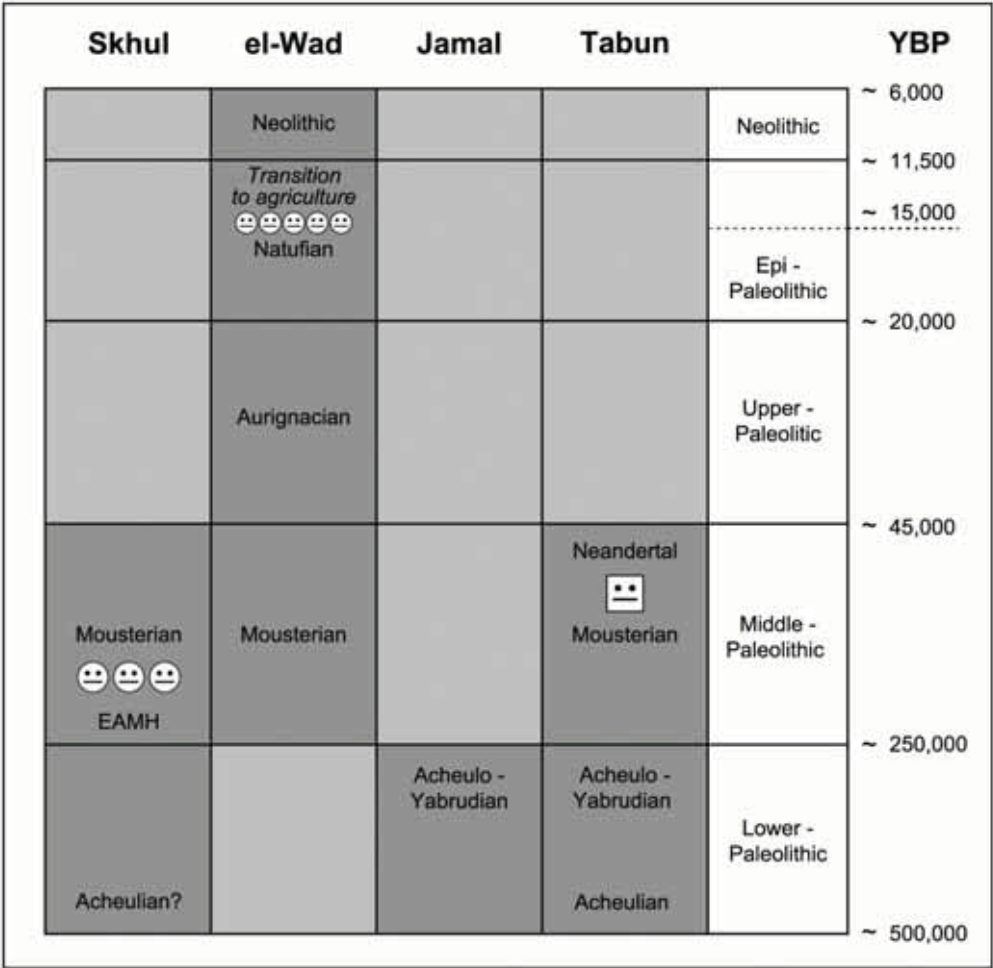 Skhul el-Wad Jamal Tabun YBP
~ 6,000
Neolithic Neolithic
~ 11,500
Transition
to agriculture
~ 15,000
Natufian
Epi -
Paleolithic
~ 20,000
Aurignacian
Upper -
Paleolitic
~ 45,000
Neandertal
Mousterian Mousterian Mousterian
Middle -
Paleolithic
EAMH
~ 250,000
Acheulo -
Yabrudian
Acheulo -
Yabrudian
Lower -
Paleolithic
Acheulian? Acheulian
~ 500,000